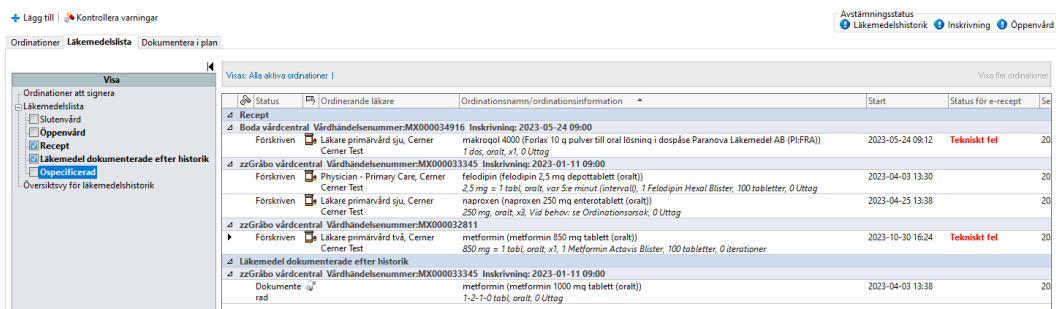 Lägg till Kontrollera varningar
Avstämningsstatus
Läkemedelshistorik Inskrivning Öppenvård
Ordinationer Läkemedelslista Dokumentera i plan
Visa
Ordinationer att signera
Läkemedelslista
Slutenvård
Öppenvård
Recept
Läkemedel dokumenterade efter historik
Ospecificerad
Översiktsvy för läkemedelshistorik
Visas: Alla aktiva ordinationer
Visa fler ordinationer
Status Ordinerande läkare Ordinationsnamn/ordinationsinformation Start Status för e-recept Se
Recept
Boda vårdcentral Vårdhändelsenummer:MX000034916 Inskrivning: 2023-05-24 09:00
Förskriven Läkare primärvård sju, Cerner makrogol 4000 (Forlax 10 g pulver till oral lösning i dospåse Paranova Läkemedel AB (PI:FRA)) 2023-05-24 09:12 Tekniskt fel 20
Cerner Test 1 dos, oralt, x1, 0 Uttag
zzGråbo vårdcentral Vårdhändelsenummer:MX000033345 Inskrivning: 2023-01-11 09:00
Förskriven Physician - Primary Care, Cerner felodipin (felodipin 2,5 mg depottablett (oralt)) 2023-04-03 13:30 20
Cerner Test 2,5 mg = 1 tabl, oralt, var 5:e minut (intervall), 1 Felodipin Hexal Blister, 100 tabletter, 0 Uttag
Förskriven Läkare primärvård sju, Cerner naproxen (naproxen 250 mg enterotablett (oralt)) 2023-04-25 13:38 20
Cerner Test 250 mg, oralt, x3, Vid behov: se Ordinationsorsak, 0 Uttag
zzGråbo vårdcentral Vårdhändelsenummer:MX000032811
Förskriven Läkare primärvård två, Cerner metformin (metformin 850 mg tablett (oralt)) 2023-10-30 16:24 Tekniskt fel 20
Cerner Test 850 mg = 1 tabl, oralt, x1, 1 Metformin Actavis Blister, 100 tabletter, 0 iterationer
Läkemedel dokumenterade efter historik
zzGråbo vårdcentral Vårdhändelsenummer:MX000033345 Inskrivning: 2023-01-11 09:00
Dokumente metformin (metformin 1000 mg tablett (oralt)) 2023-04-03 13:38 20
rad 1-2-1-0 tabl, oralt, 0 Uttag